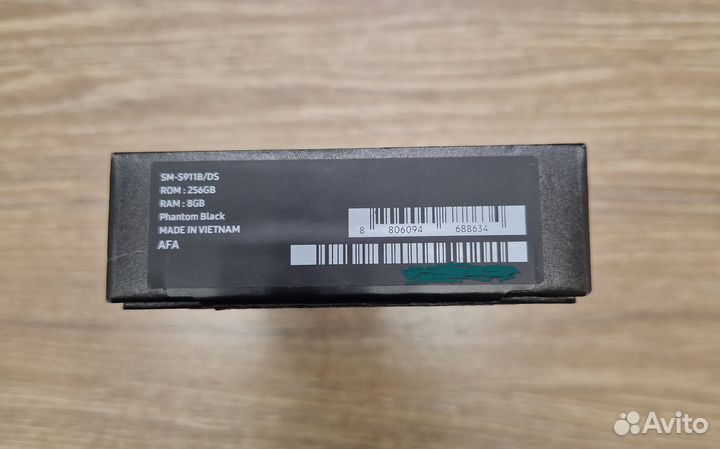 SM-S911B/DS
ROM : 256GB
RAM : 8GB
Phantom Black
MADE IN VIETNAM
AFA
8 806094 688634
Avito